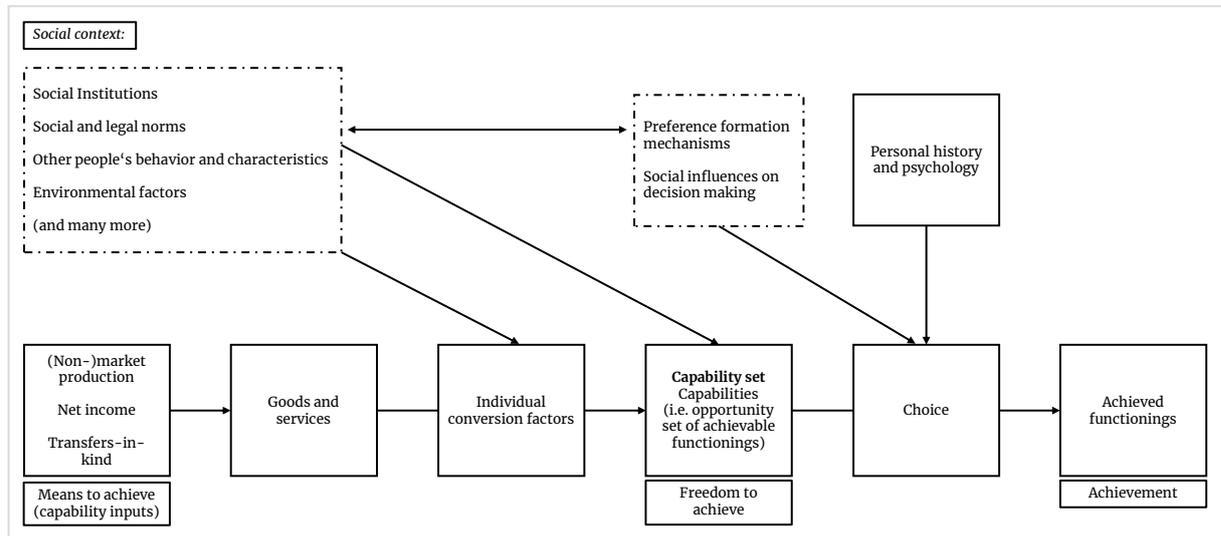 Social context:
Social Institutions
Social and legal norms
Other people‘s behavior and characteristics
Environmental factors
(and many more)
Preference formation
mechanisms
Social influences on
decision making
Personal history
and psychology
(Non-)market
production
Net income
Transfers-in-
kind
Goods and
services
Individual
conversion factors
Capability set
Capabilities
(i.e. opportunity
set of achievable
functionings)
Choice
Achieved
functionings
Means to achieve
(capability inputs)
Freedom to
achieve
Achievement